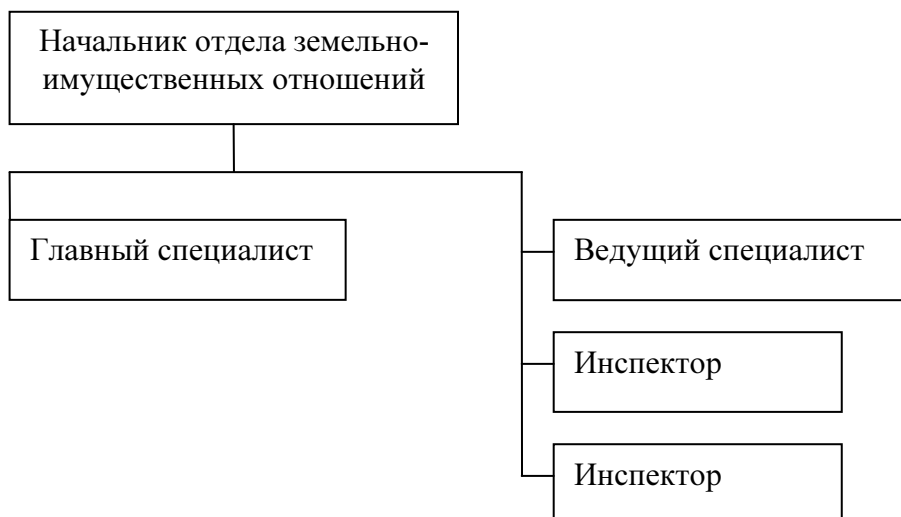 Начальник отдела земельно-
имущественных отношений
Главный специалист
Ведущий специалист
Инспектор
Инспектор